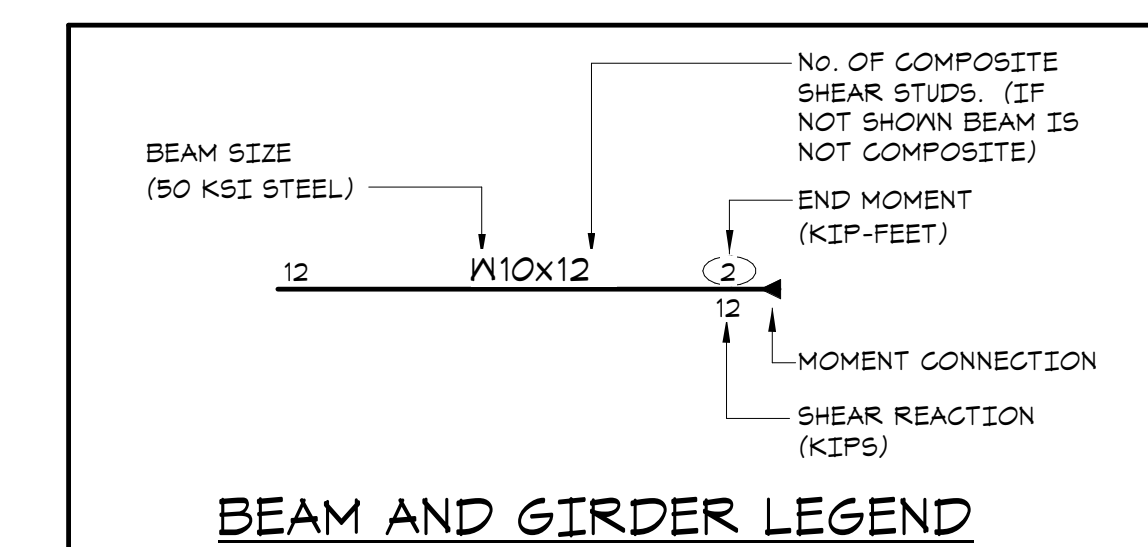 No. OF COMPOSITE
SHEAR STUDS. (IF
NOT SHOWN BEAM IS
NOT COMPOSITE)
BEAM SIZE
(50 KSI STEEL)
END MOMENT
(KIP-FEET)
12
W10x12
2
12
MOMENT CONNECTION
SHEAR REACTION
(KIPS)
BEAM AND GIRDER LEGEND